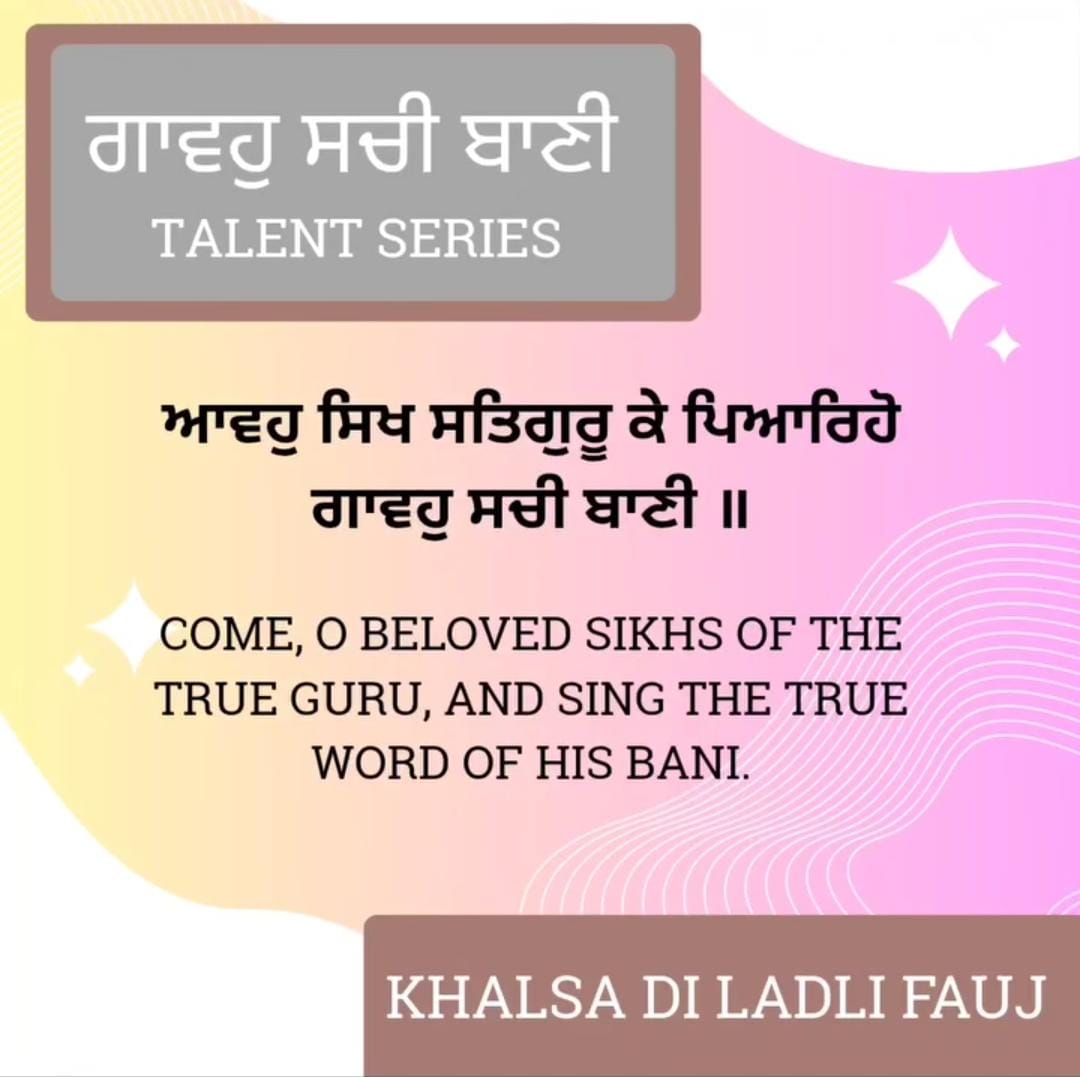 ਗਾਵਹੁ ਸਚੀ ਬਾਣੀ
TALENT SERIES
ਆਵਹੁ ਸਿਖ ਸਤਿਗੁਰੂ ਕੇ ਪਿਆਰਿਹੋ
ਗਾਵਹੁ ਸਚੀ ਬਾਣੀ ॥
COME, O BELOVED SIKHS OF THE
TRUE GURU, AND SING THE TRUE
WORD OF HIS BANI.
KHALSA DI LADLI FAUJ